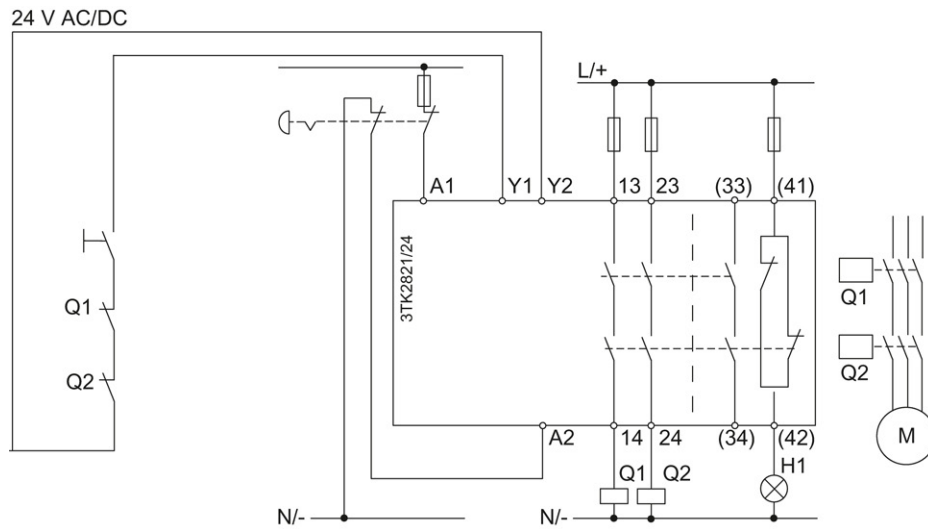 24 V AC/DC
L/+
A1 Y1 Y2 13 23 (33) (41)
3TK2821/24
Q1
Q1
Q2
Q2
M
A2 14 24 (34) (42)
Q1 Q2 H1
N/- N/-